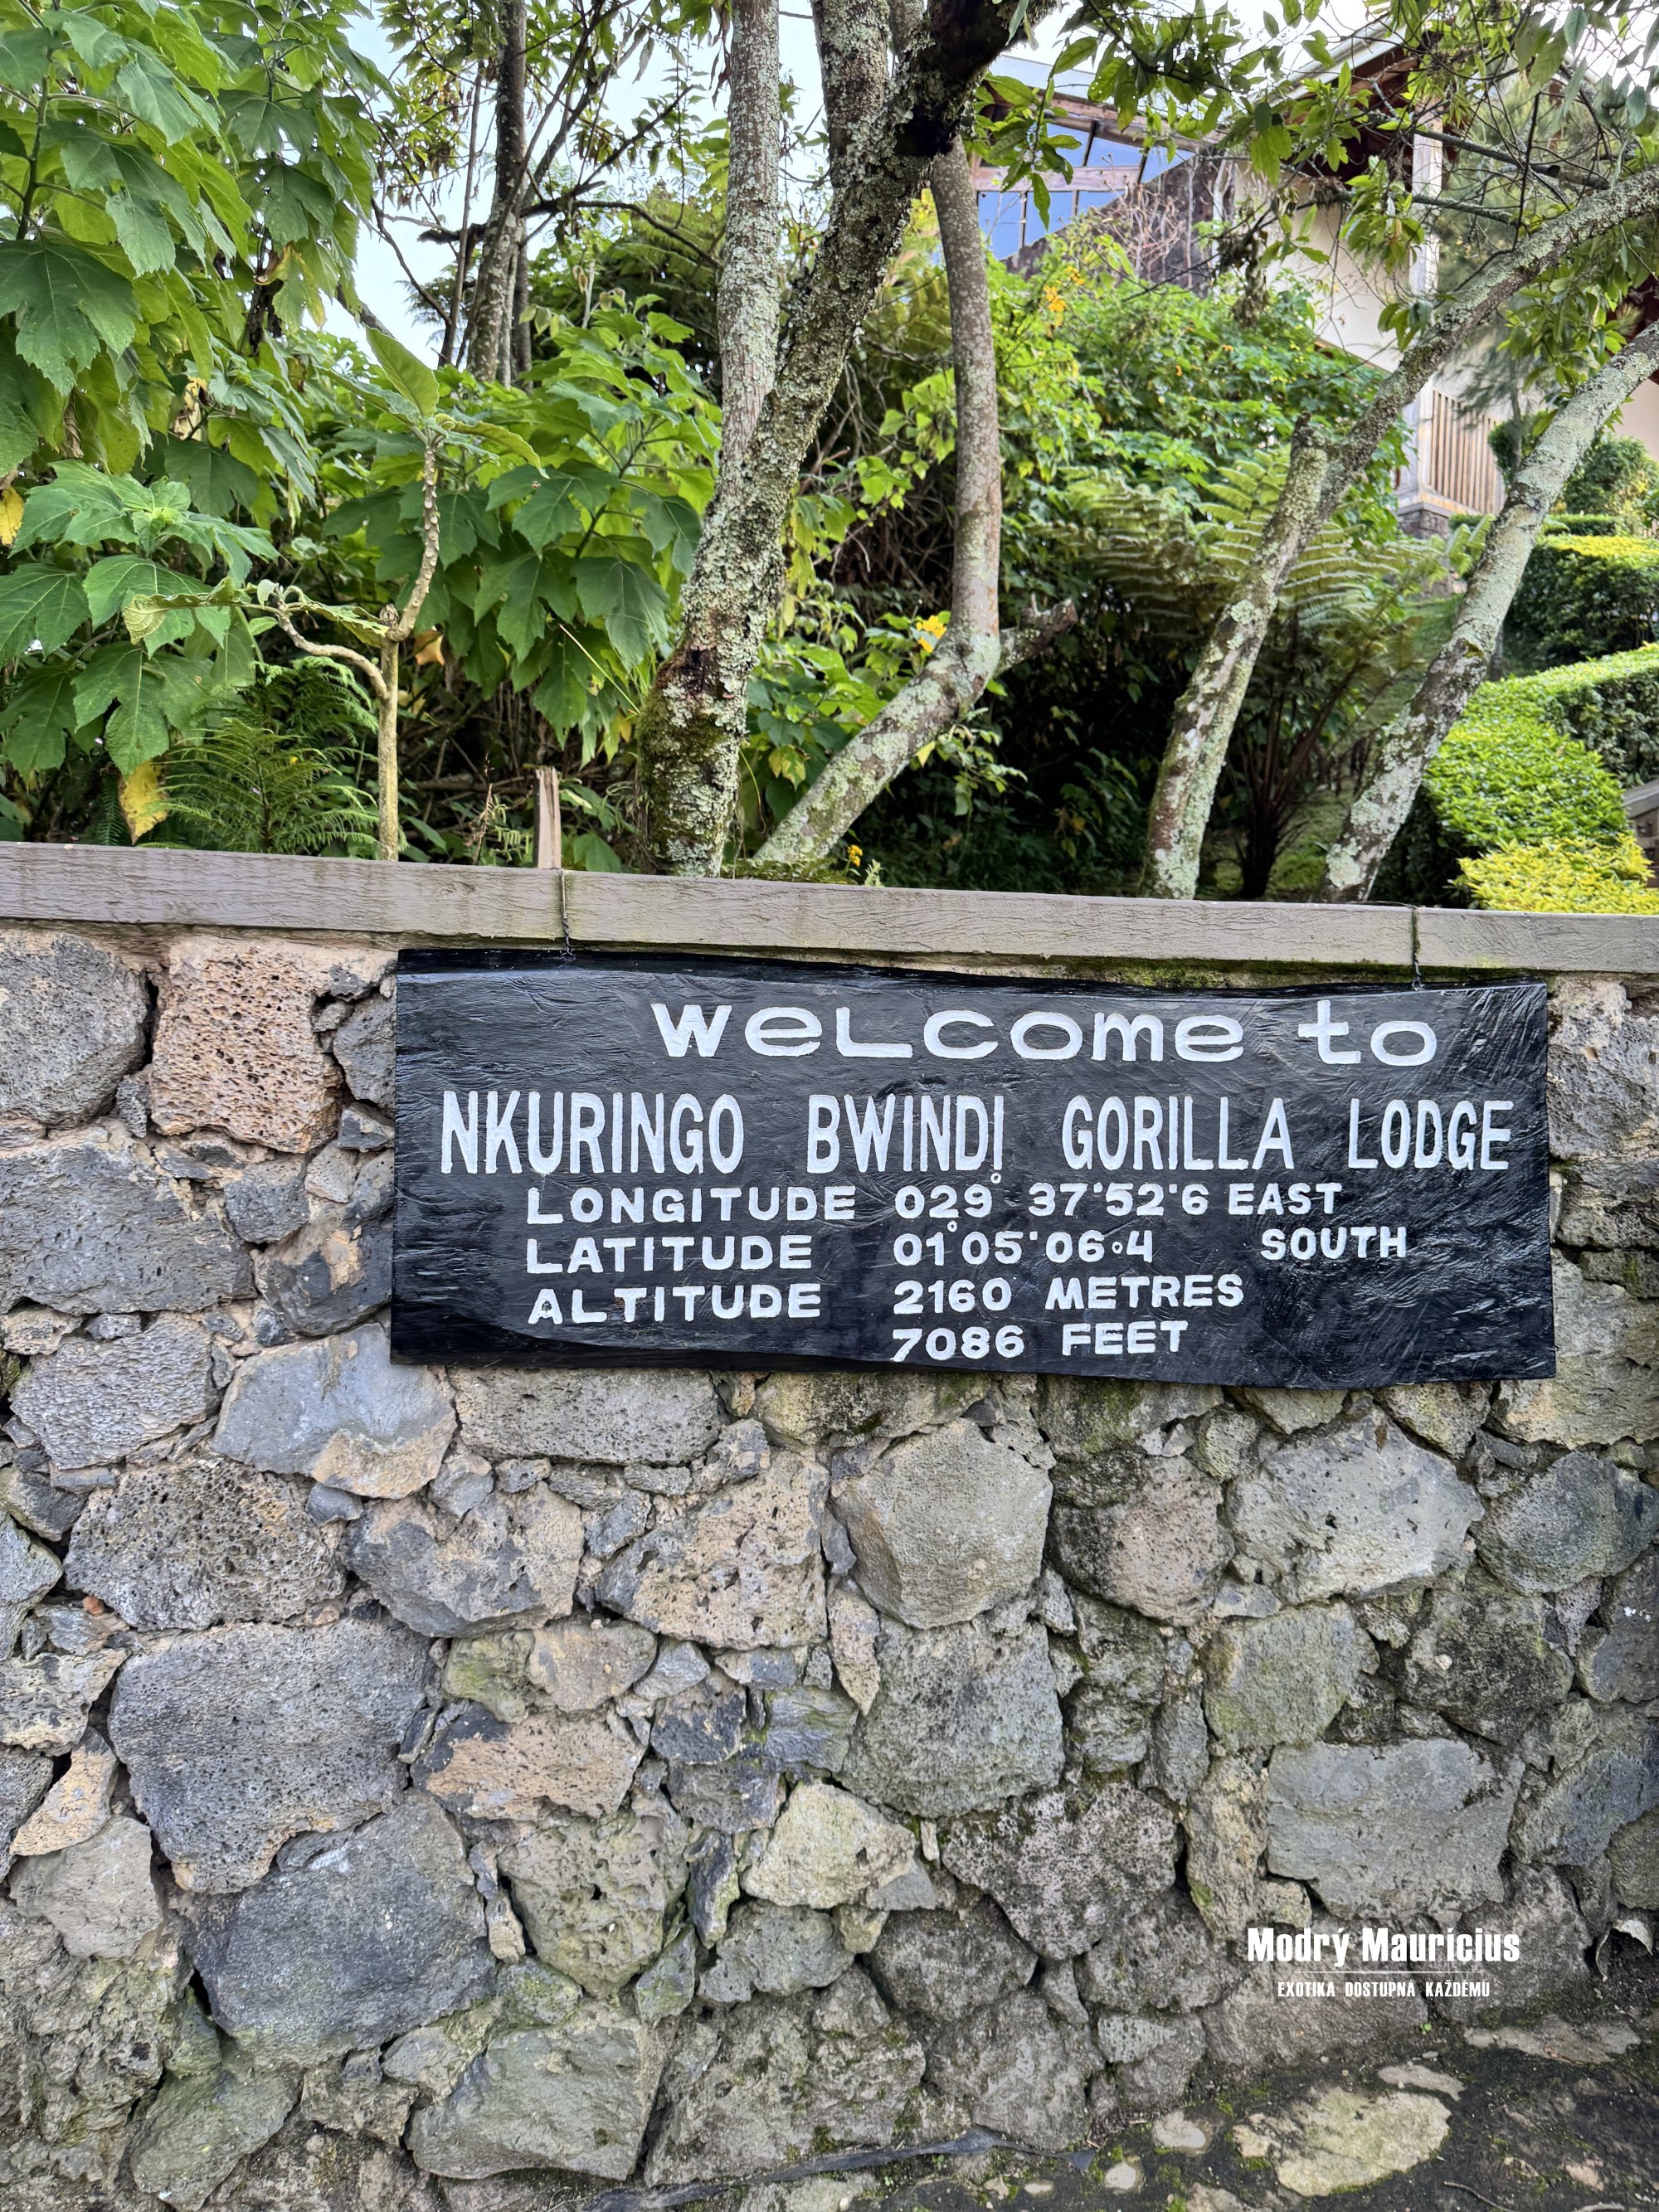 weLcome to
NKURINGO BWINDI GORILLA LODGE
LONGITUDE 029° 37'52'6 EAST
LATITUDE 01°05'06.4 SOUTH
ALTITUDE 2160 METRES
7086 FEET
Modrý Maurícius
EXOTIKA DOSTUPNÁ KAŽDÉMU